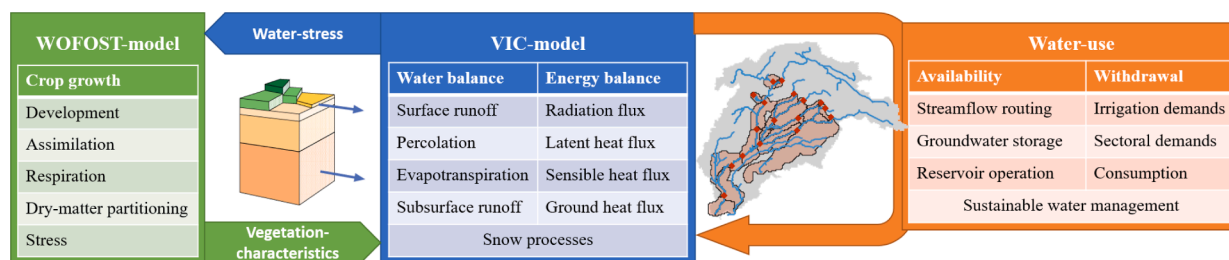 WOFOST-model
Crop growth
Development
Assimilation
Respiration
Dry-matter partitioning
Stress
Water-stress
Vegetation-
characteristics
VIC-model
Water balance Energy balance
Surface runoff Radiation flux
Percolation Latent heat flux
Evapotranspiration Sensible heat flux
Subsurface runoff Ground heat flux
Snow processes
Water-use
Availability Withdrawal
Streamflow routing Irrigation demands
Groundwater storage Sectoral demands
Reservoir operation Consumption
Sustainable water management